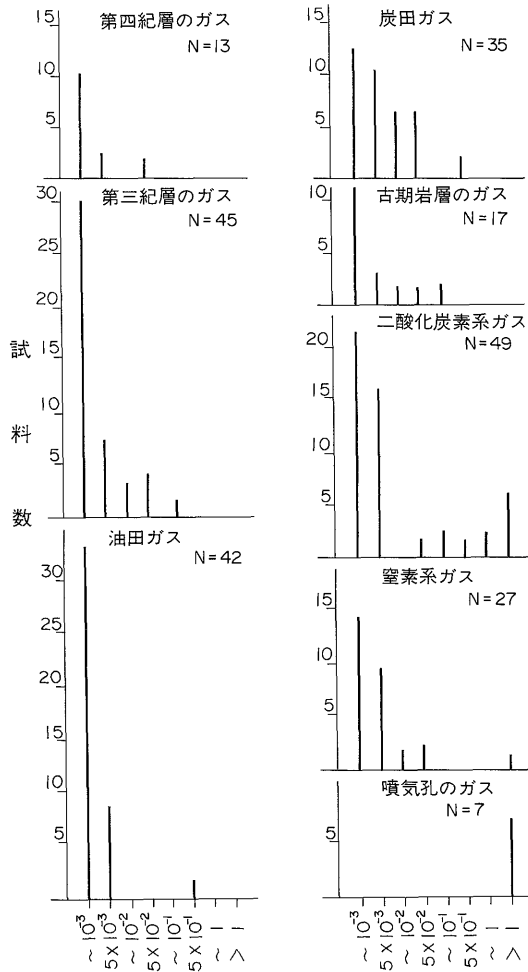 第四紀層のガス
N=13
15
10
5
第三紀層のガス
N=45
30
25
20
15
10
5
試料数
油田ガス
N=42
30
25
20
15
10
5
~10⁻³
5×10⁻³
~10⁻²
5×10⁻²
~10⁻¹
5×10⁻¹
~1
>1
炭田ガス
N=35
15
10
5
古期岩層のガス
N=17
10
5
二酸化炭素系ガス
N=49
20
15
10
5
窒素系ガス
N=27
15
10
5
噴気孔のガス
N=7
5
~10⁻³
5×10⁻³
~10⁻²
5×10⁻²
~10⁻¹
5×10⁻¹
~1
>1